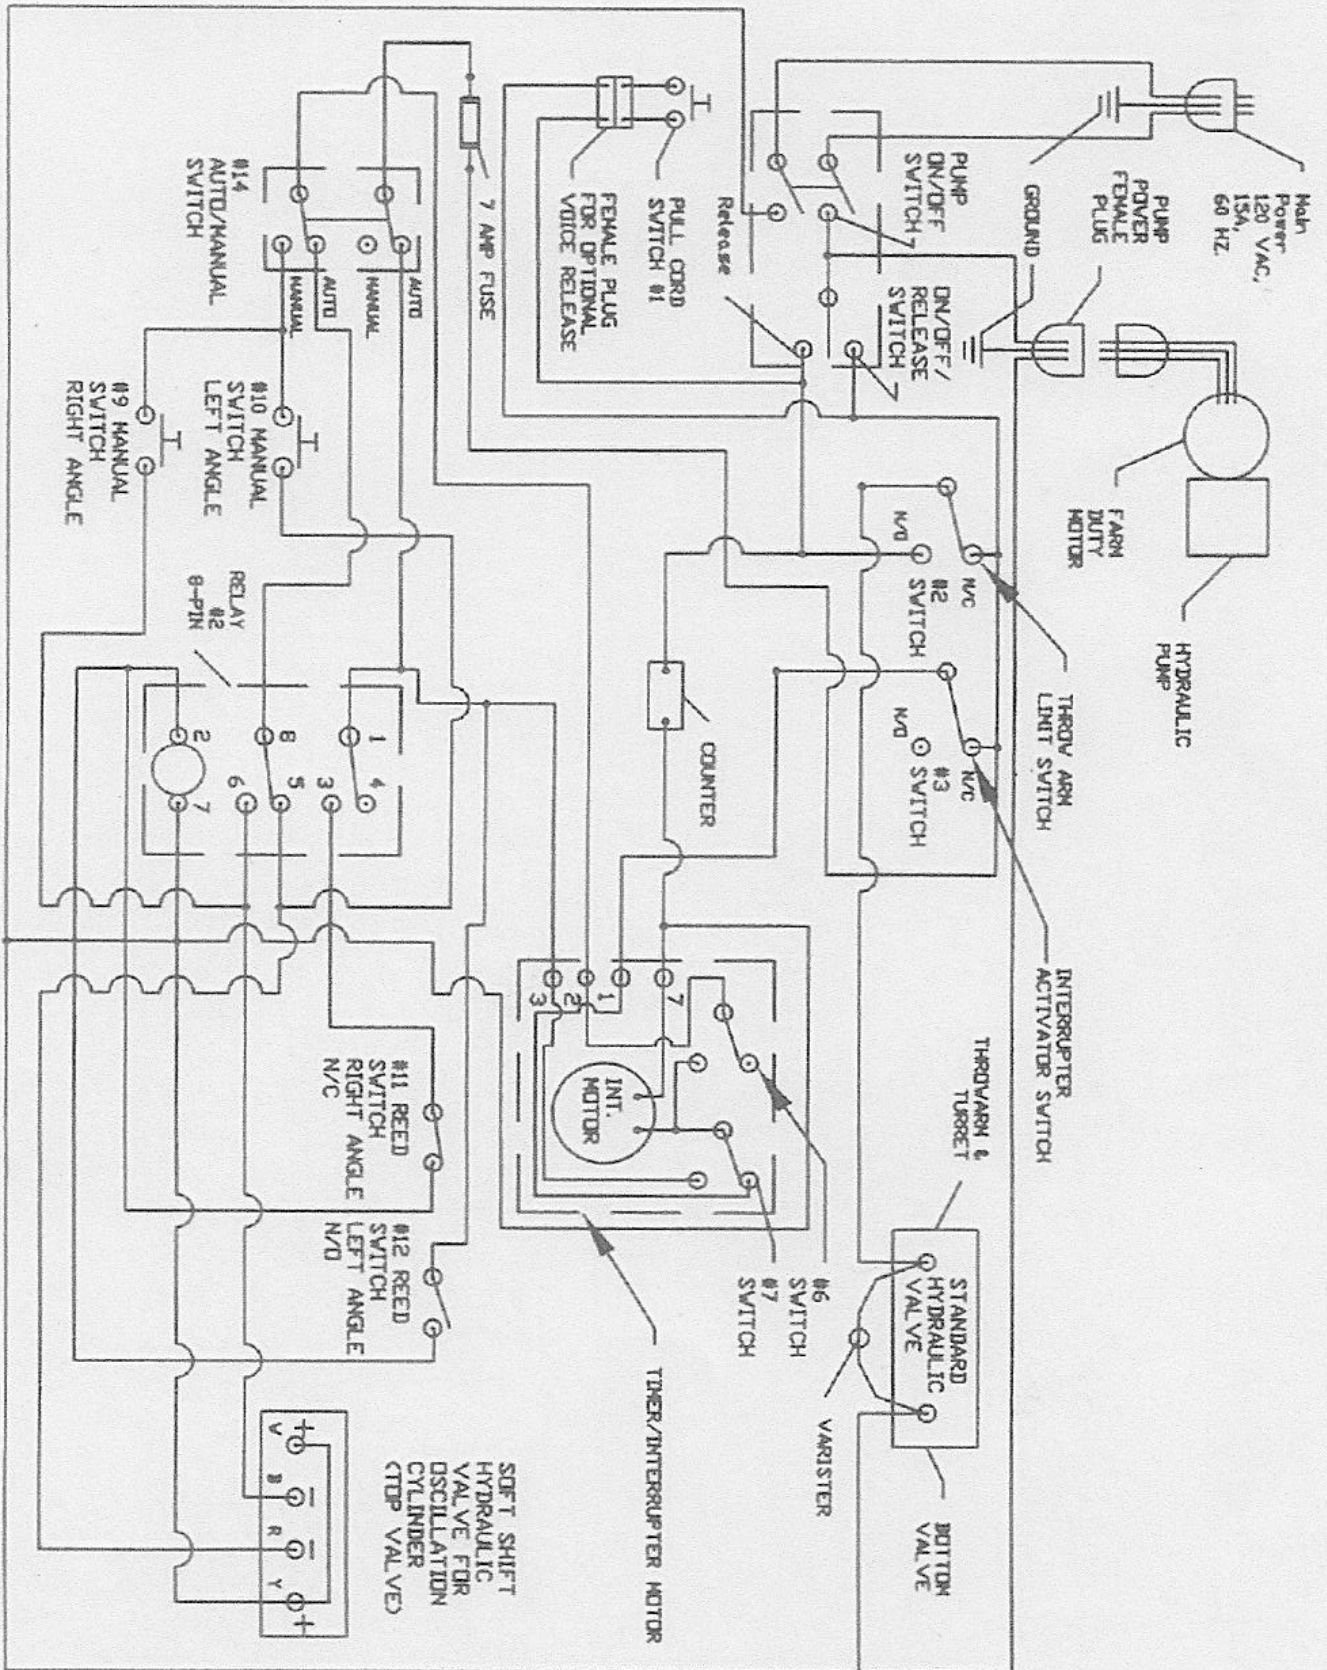 Main
Power
120 VAC,
15A,
60 HZ.
PUMP
POWER
FEMALE
PLUG
GROUND
FARM
DUTY
MOTOR
HYDRAULIC
PUMP
PUMP
ON/OFF
SWITCH
ON/OFF/
RELEASE
SWITCH
Release
PULL CORD
SWITCH #1
FEMALE PLUG
FOR OPTIONAL
VOICE RELEASE
7 AMP FUSE
#14
AUTO/MANUAL
SWITCH
AUTO
MANUAL
AUTO
MANUAL
#10 MANUAL
SWITCH
LEFT ANGLE
#9 MANUAL
SWITCH
RIGHT ANGLE
N/C
N/O
#2
SWITCH
THROW ARM
LIMIT SWITCH
N/C
N/O
#3
SWITCH
INTERRUPTER
ACTIVATOR SWITCH
COUNTER
RELAY
#2
8-PIN
1
4
3
8
5
6
2
7
7
1
2
3
INT.
MOTOR
#6
SWITCH
#7
SWITCH
TIMER/INTERRUPTER MOTOR
THROWARM &
TURRET
STANDARD
HYDRAULIC
VALVE
VARISTER
BOTTOM
VALVE
#11 REED
SWITCH
RIGHT ANGLE
N/C
#12 REED
SWITCH
LEFT ANGLE
N/O
+ - - +
W B R Y
SOFT SHIFT
HYDRAULIC
VALVE FOR
OSCILLATION
CYLINDER
(TOP VALVE)